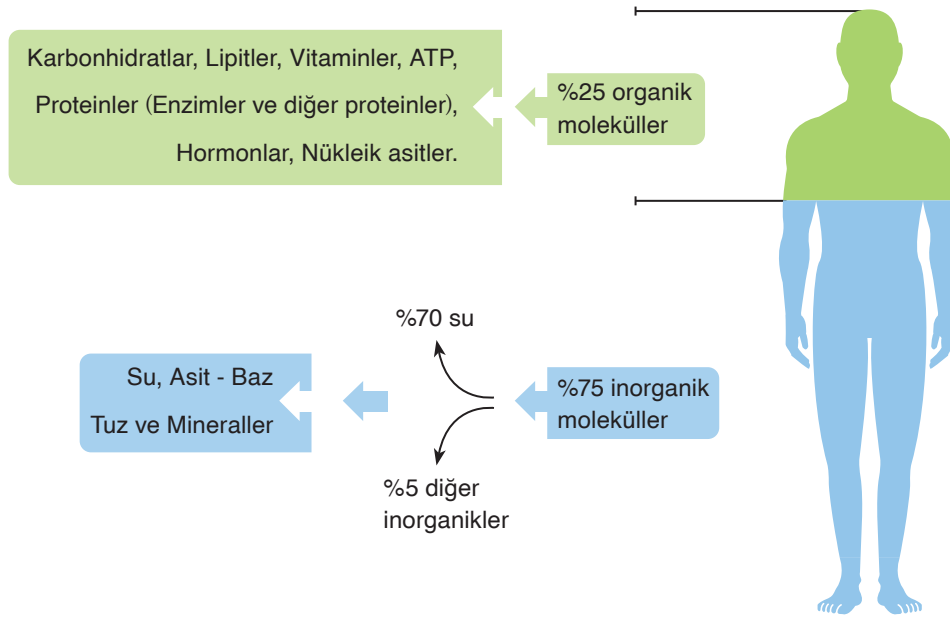 Karbonhidratlar, Lipitler, Vitaminler, ATP,
Proteinler (Enzimler ve diğer proteinler),
Hormonlar, Nükleik asitler.
%25 organik
moleküller
%70 su
Su, Asit - Baz
Tuz ve Mineraller
%75 inorganik
moleküller
%5 diğer
inorganikler